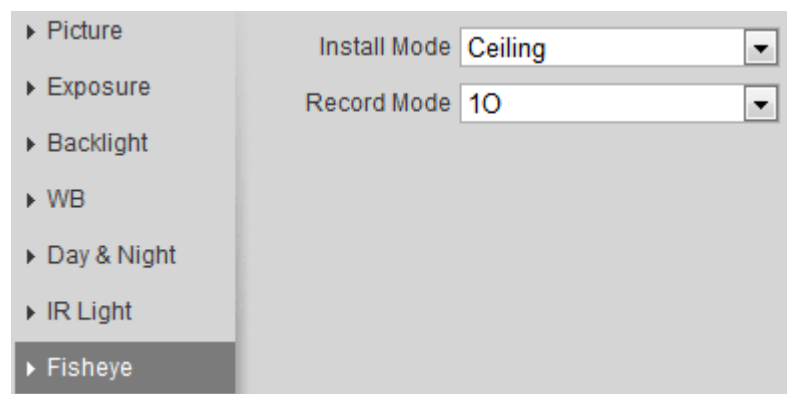 Picture
Exposure
Backlight
WB
Day & Night
IR Light
Fisheye
Install Mode Ceiling
Record Mode 1O